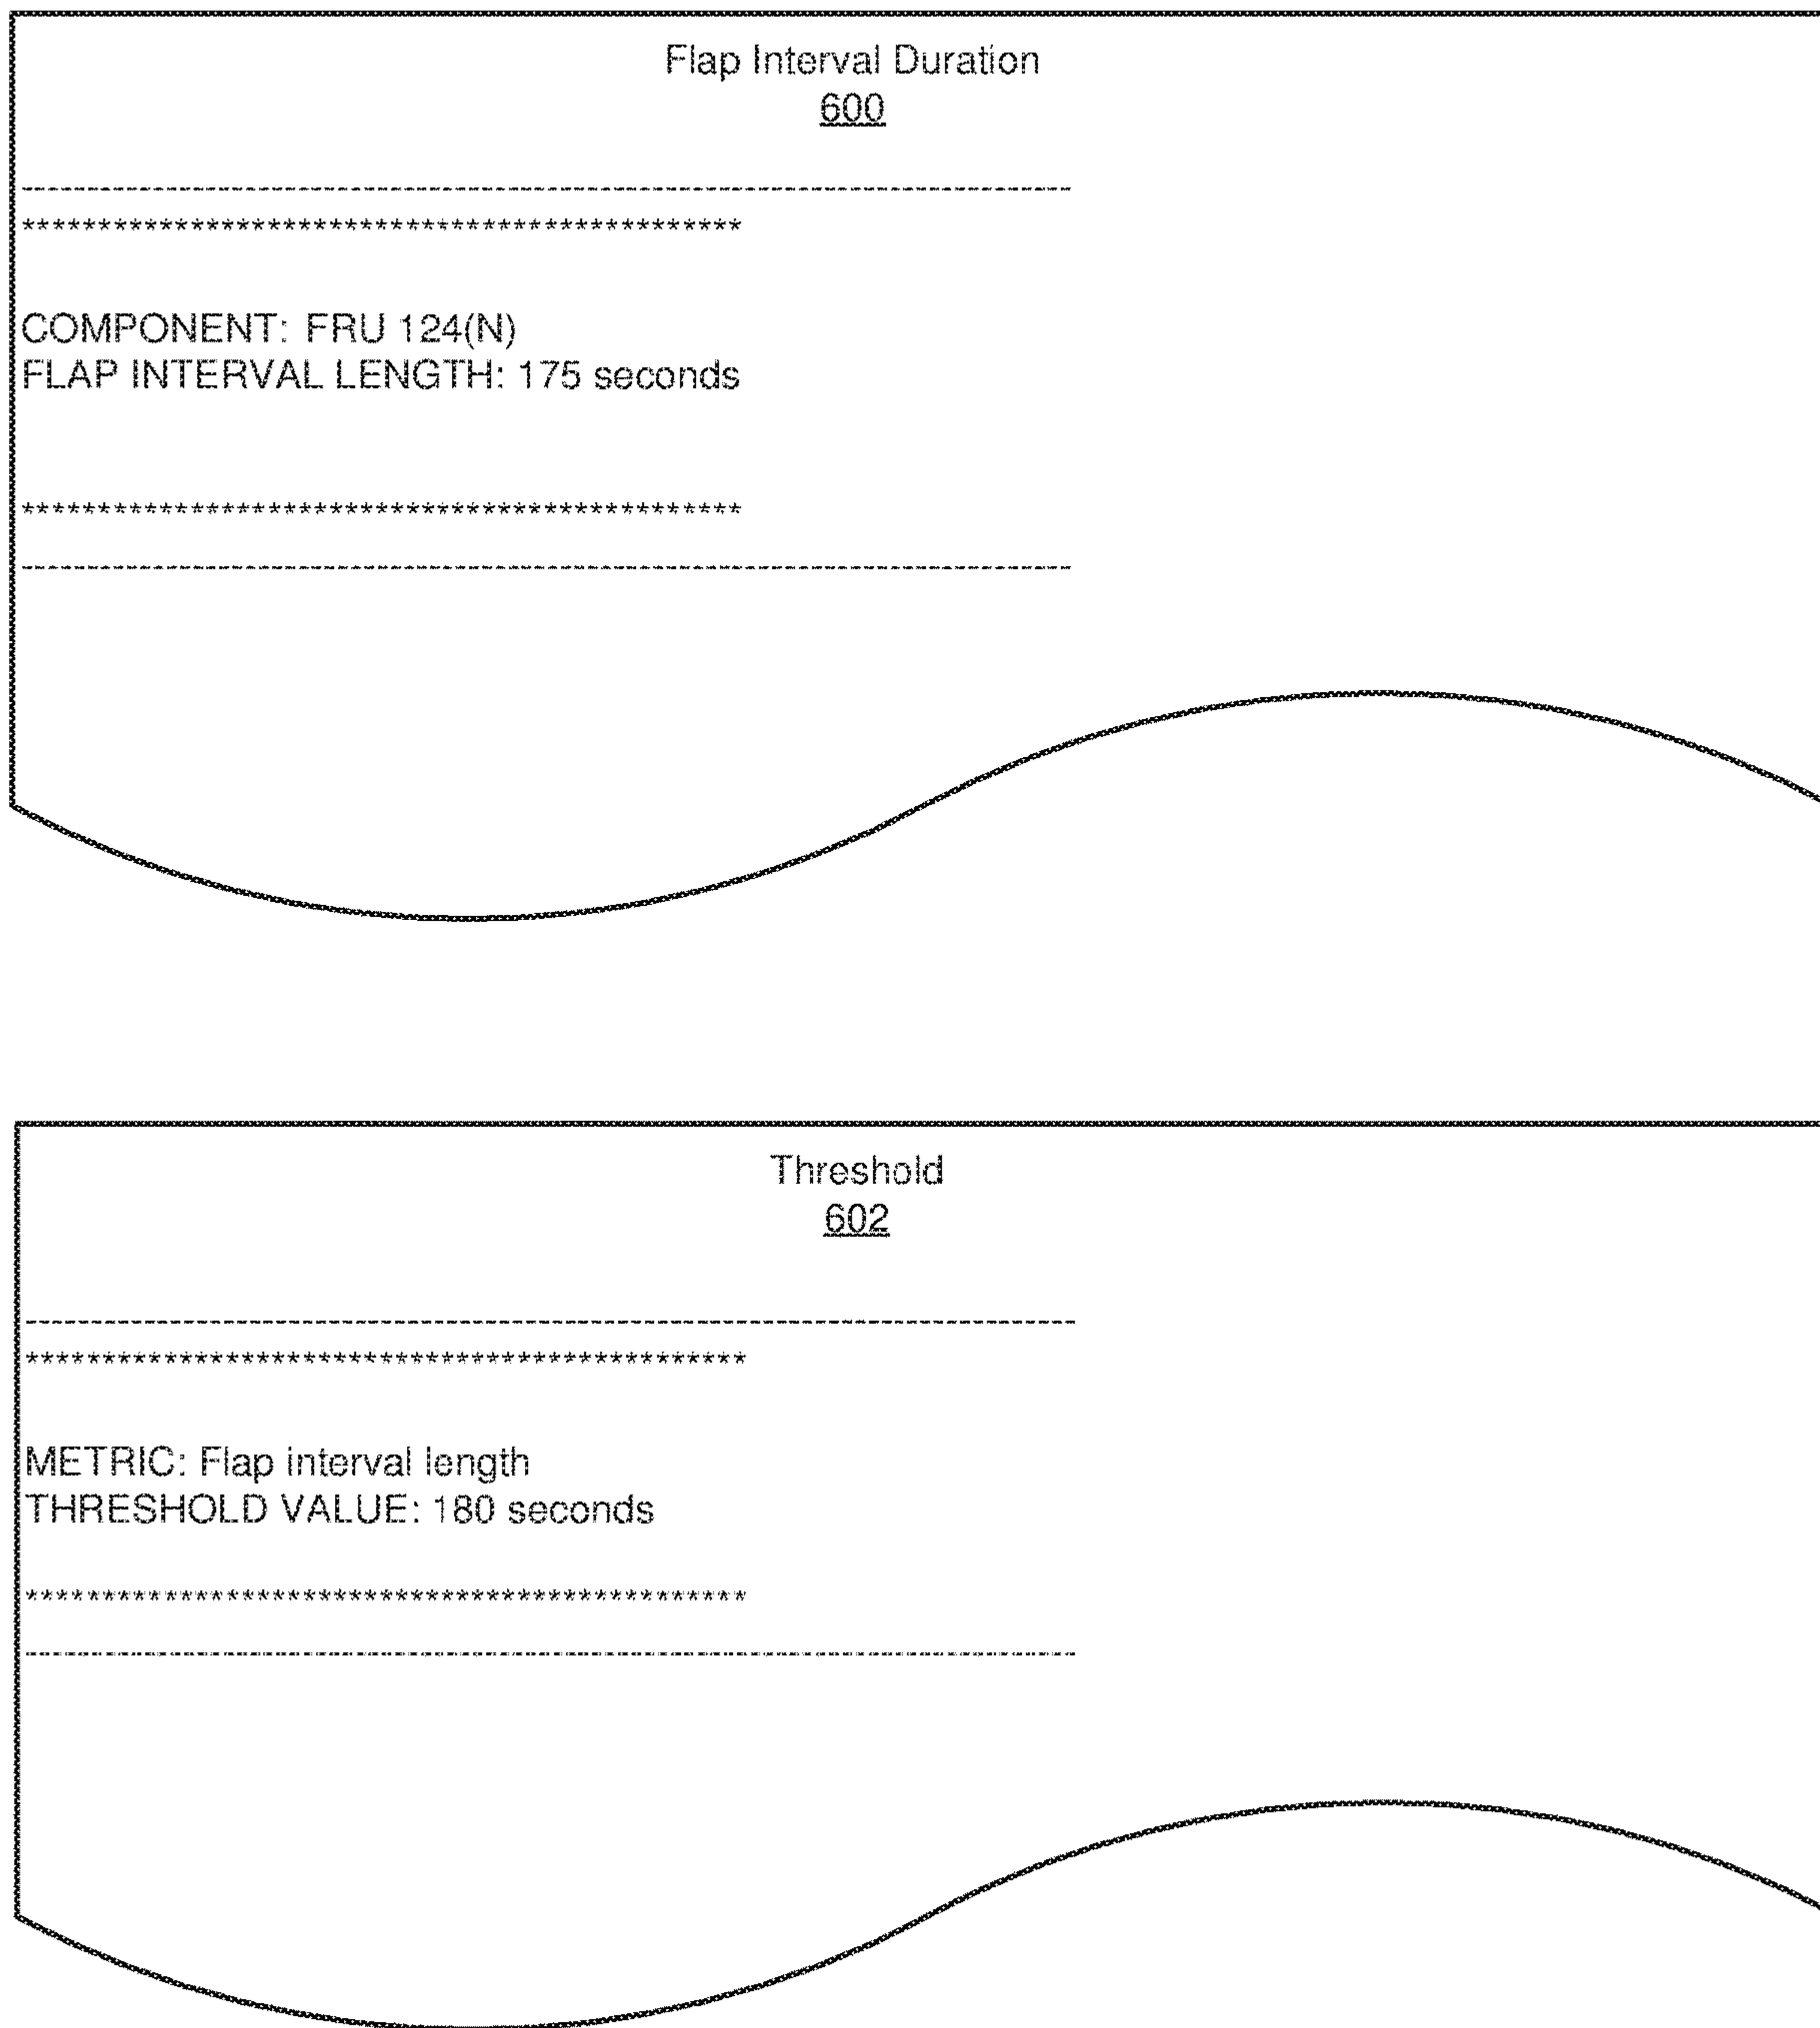 Flap Interval Duration
600
--------------------------------------------------------------------------------
***********************************************
COMPONENT: FRU 124(N)
FLAP INTERVAL LENGTH: 175 seconds
***********************************************
--------------------------------------------------------------------------------
Threshold
602
--------------------------------------------------------------------------------
***********************************************
METRIC: Flap interval length
THRESHOLD VALUE: 180 seconds
***********************************************
--------------------------------------------------------------------------------